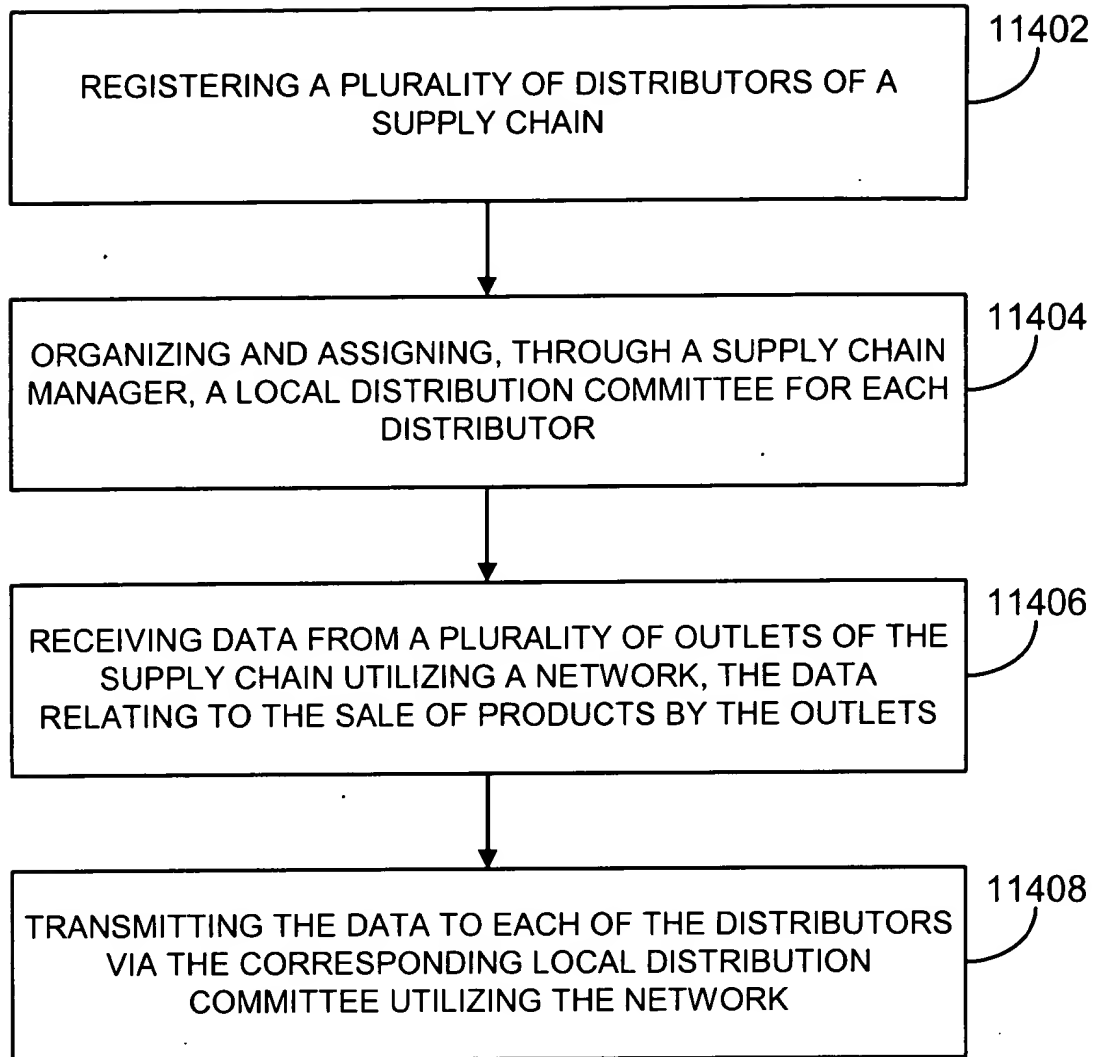 11402
REGISTERING A PLURALITY OF DISTRIBUTORS OF A
SUPPLY CHAIN
11404
ORGANIZING AND ASSIGNING, THROUGH A SUPPLY CHAIN
MANAGER, A LOCAL DISTRIBUTION COMMITTEE FOR EACH
DISTRIBUTOR
11406
RECEIVING DATA FROM A PLURALITY OF OUTLETS OF THE
SUPPLY CHAIN UTILIZING A NETWORK, THE DATA
RELATING TO THE SALE OF PRODUCTS BY THE OUTLETS
11408
TRANSMITTING THE DATA TO EACH OF THE DISTRIBUTORS
VIA THE CORRESPONDING LOCAL DISTRIBUTION
COMMITTEE UTILIZING THE NETWORK